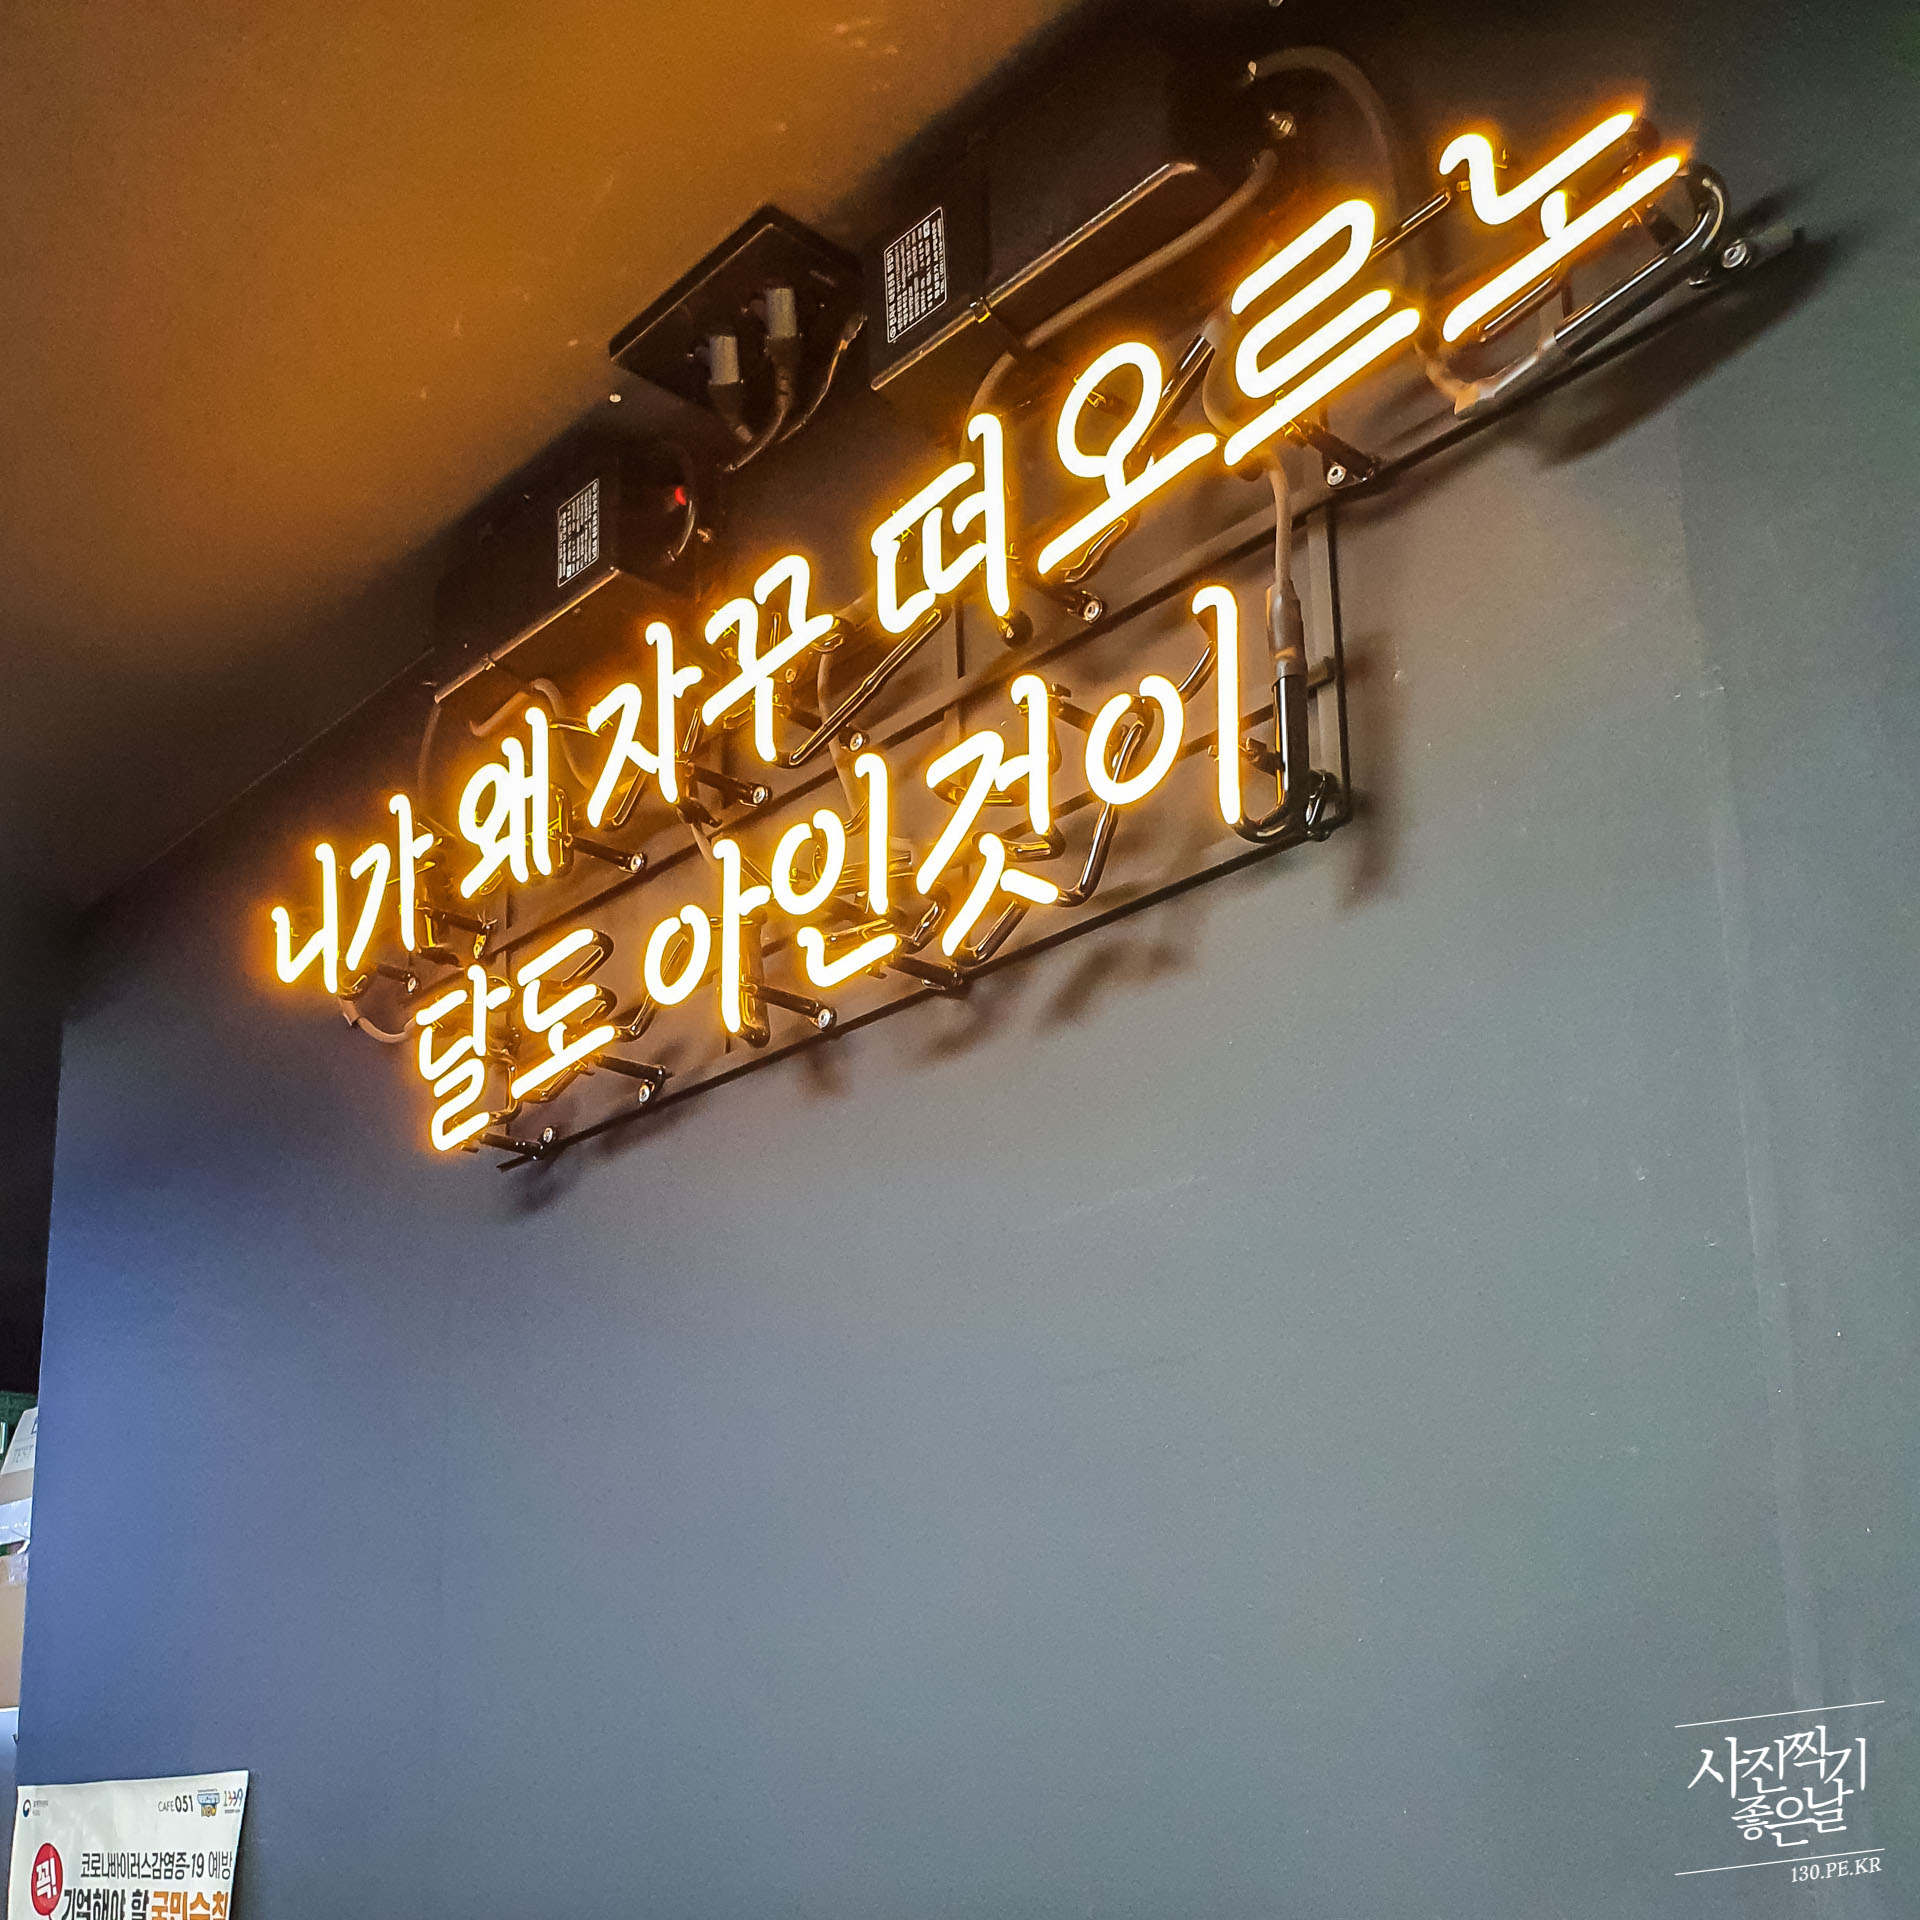 니가 왜 자꾸 떠오르노
달도 아인것이
CAFE 051
1339
꼭!
코로나바이러스감염증-19 예방
기억해야 할 국민수칙
사진찍기
좋은날
130.PE.KR